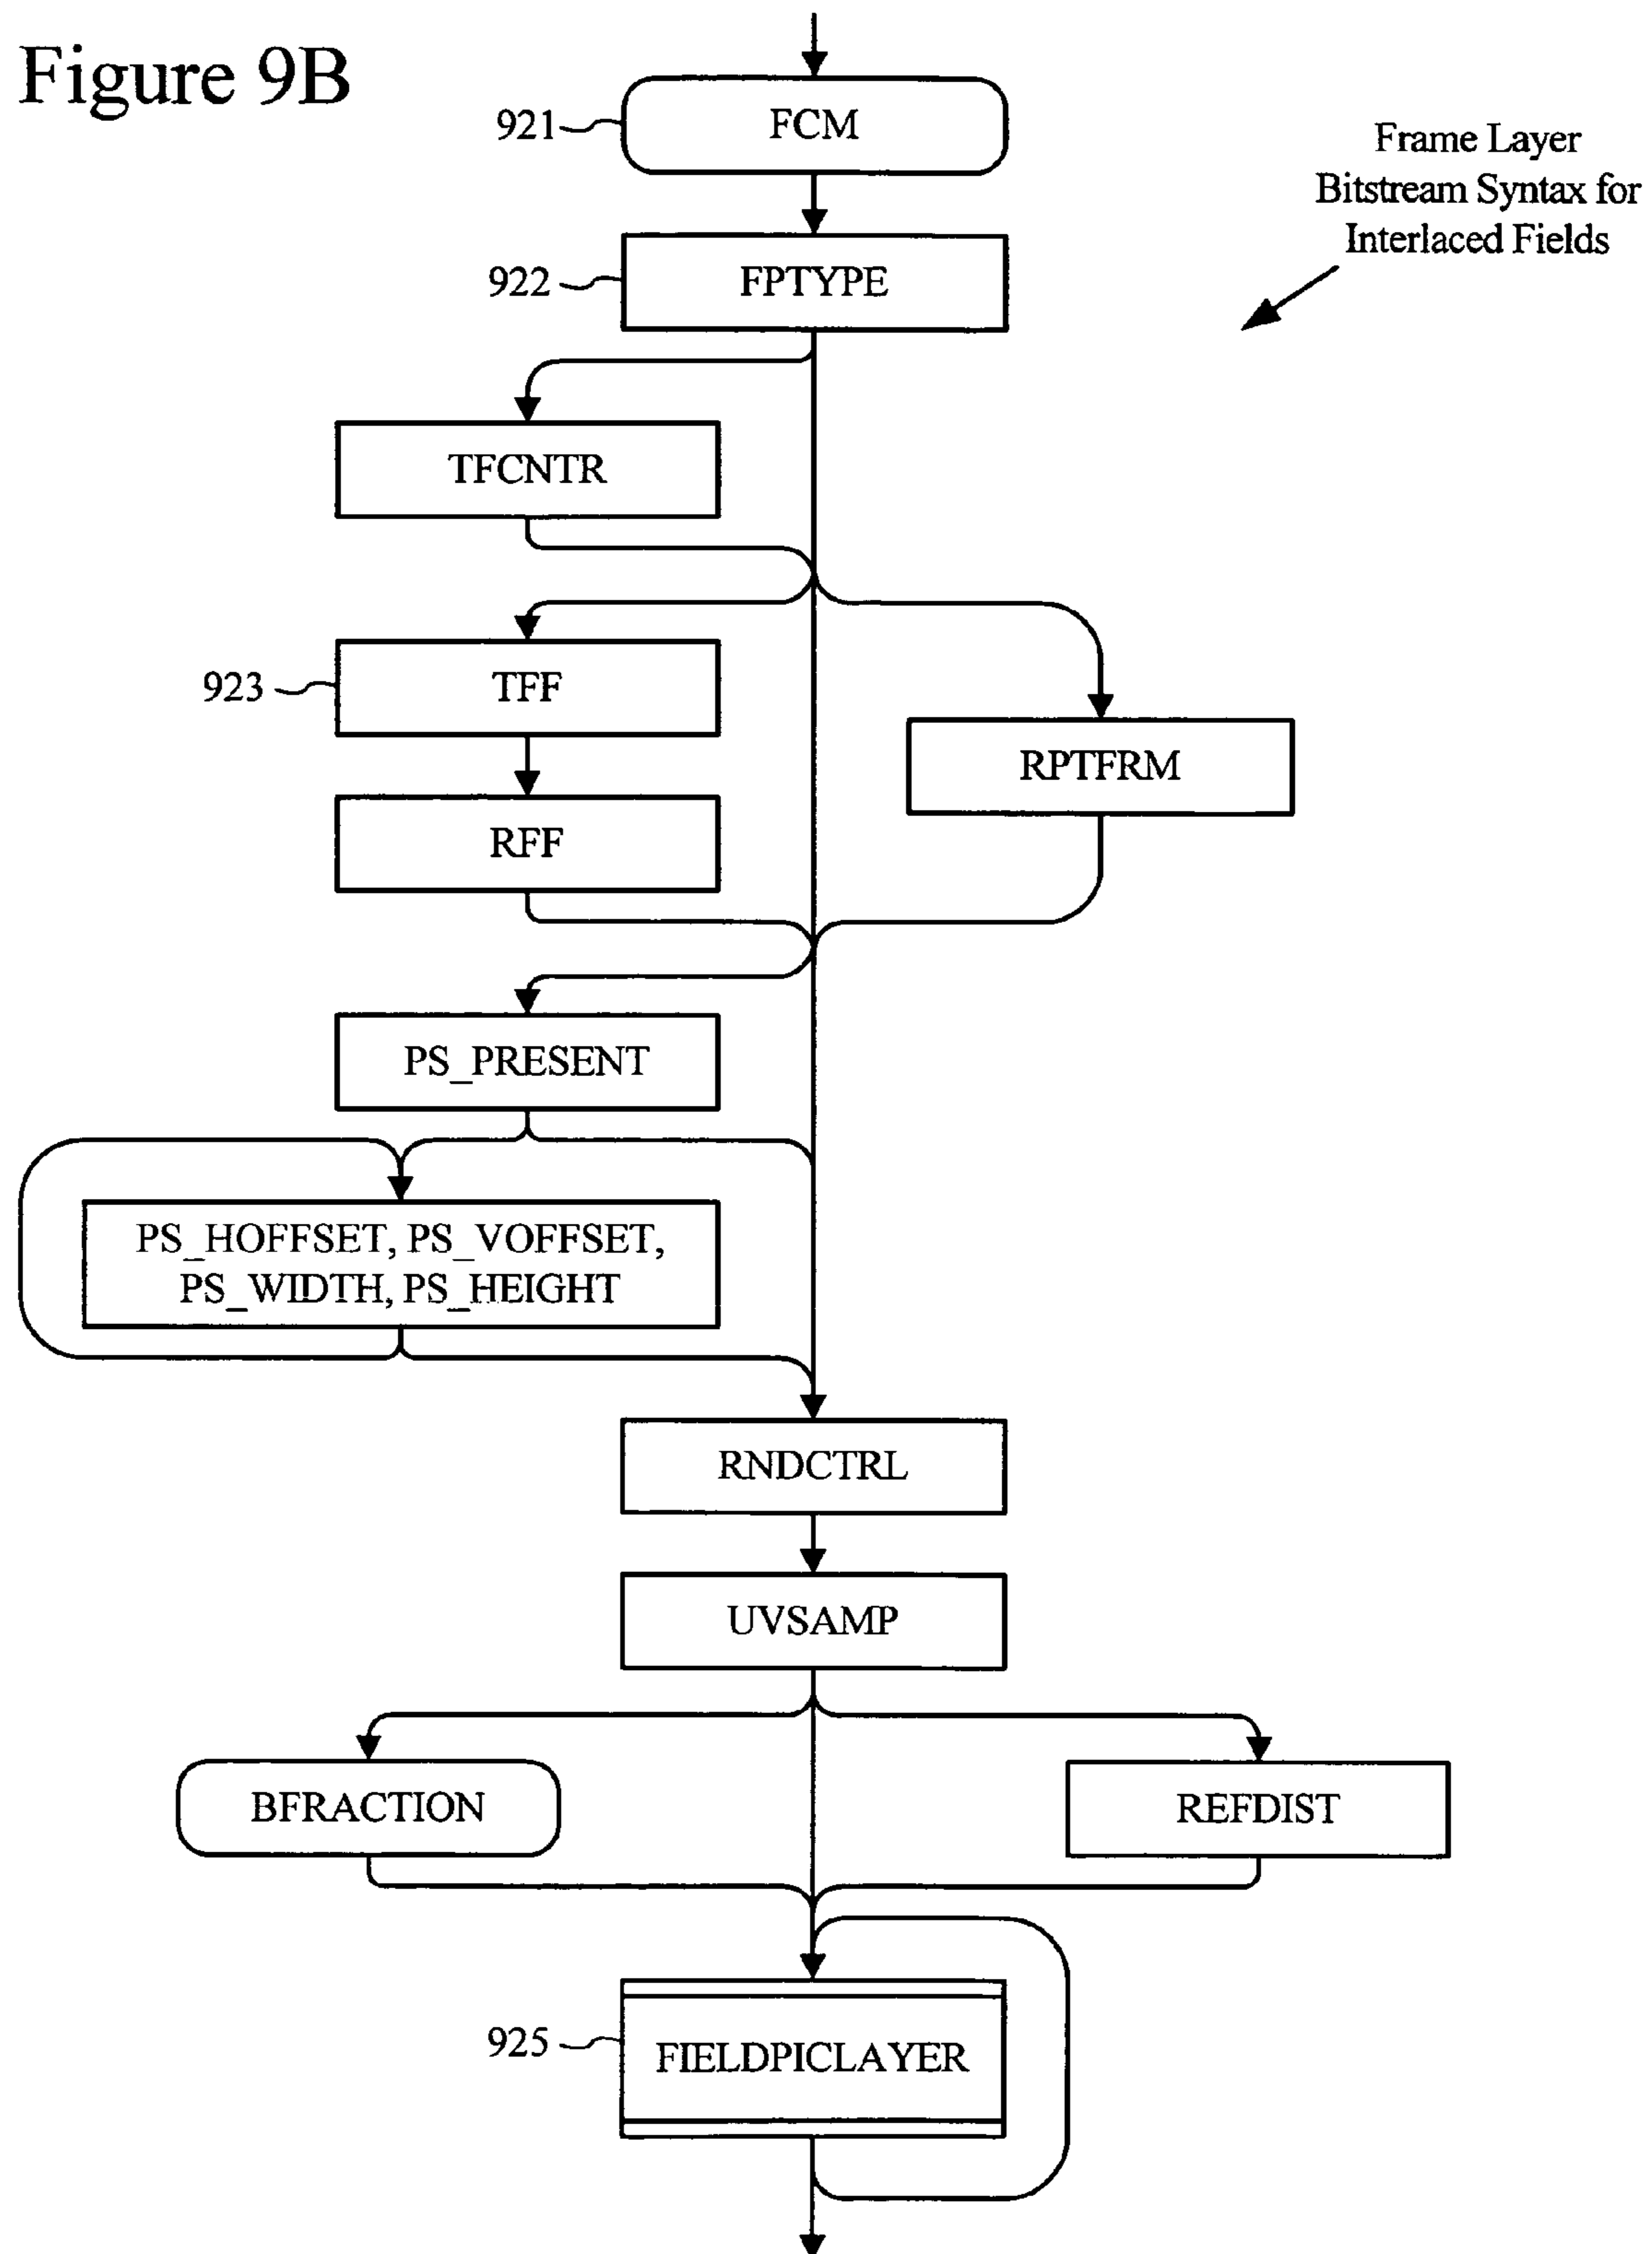 Figure 9B
921
FCM
Frame Layer
Bitstream Syntax for
Interlaced Fields
922
FPTYPE
TFCNTR
923
TFF
RPTFRM
RFF
PS_PRESENT
PS_HOFFSET, PS_VOFFSET,
PS_WIDTH, PS_HEIGHT
RNDCTRL
UVSAMP
BFRACTION
REFDIST
925
FIELDPICLAYER